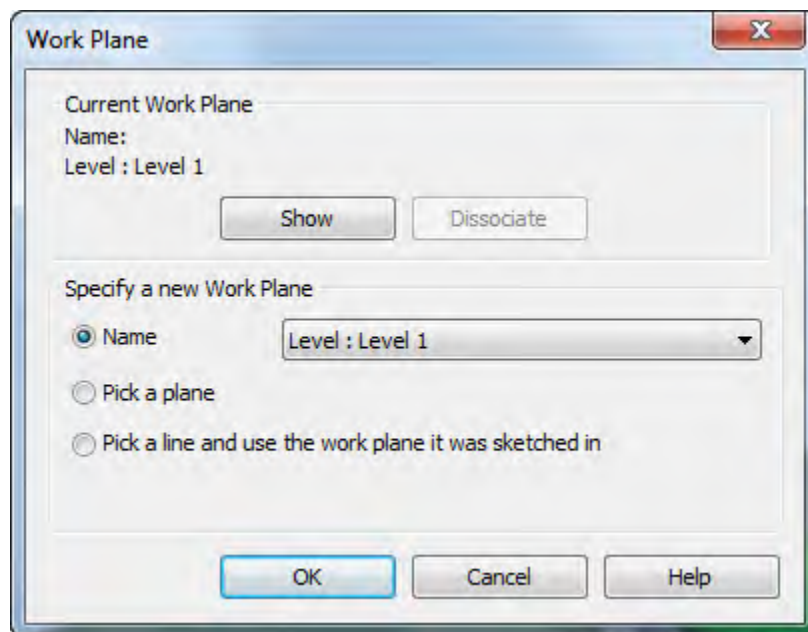 Work Plane
Current Work Plane
Name:
Level : Level 1
Show Dissociate
Specify a new Work Plane
Name Level : Level 1
Pick a plane
Pick a line and use the work plane it was sketched in
OK Cancel Help